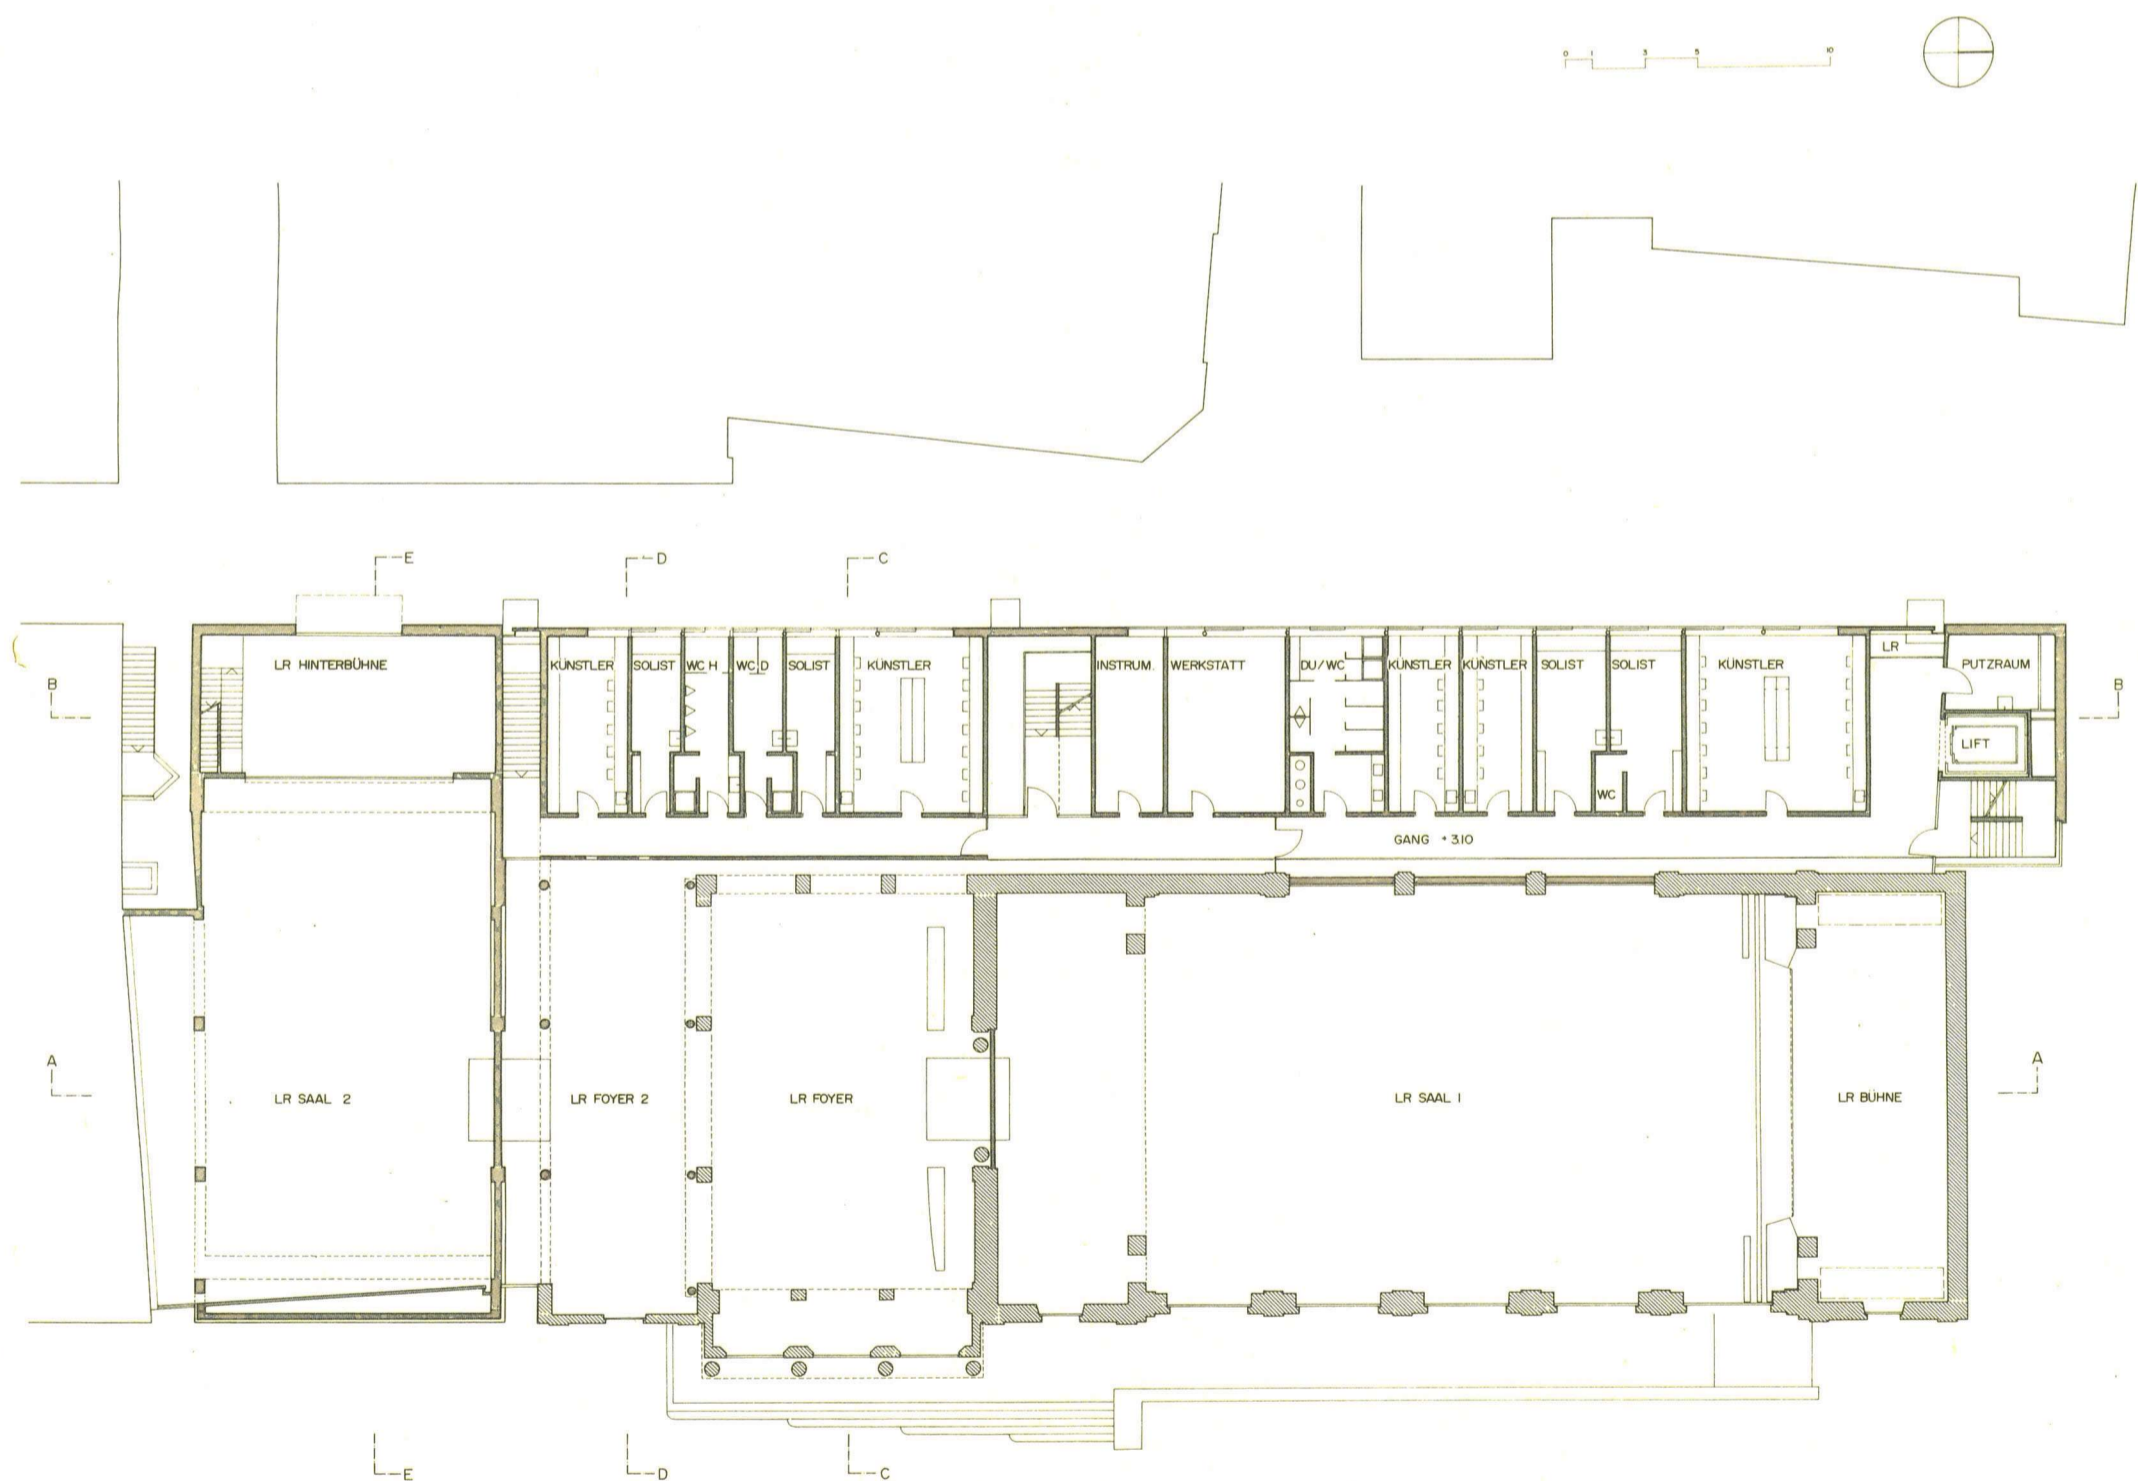 0 1 3 5 10
E D C
LR HINTERBÜHNE KÜNSTLER SOLIST WC H WC D SOLIST KÜNSTLER INSTRUM. WERKSTATT DU/WC KÜNSTLER KÜNSTLER SOLIST SOLIST KÜNSTLER LR PUTZRAUM
B B
LIFT
WC
GANG + 3.10
A A
LR SAAL 2 LR FOYER 2 LR FOYER LR SAAL 1 LR BÜHNE
E D C